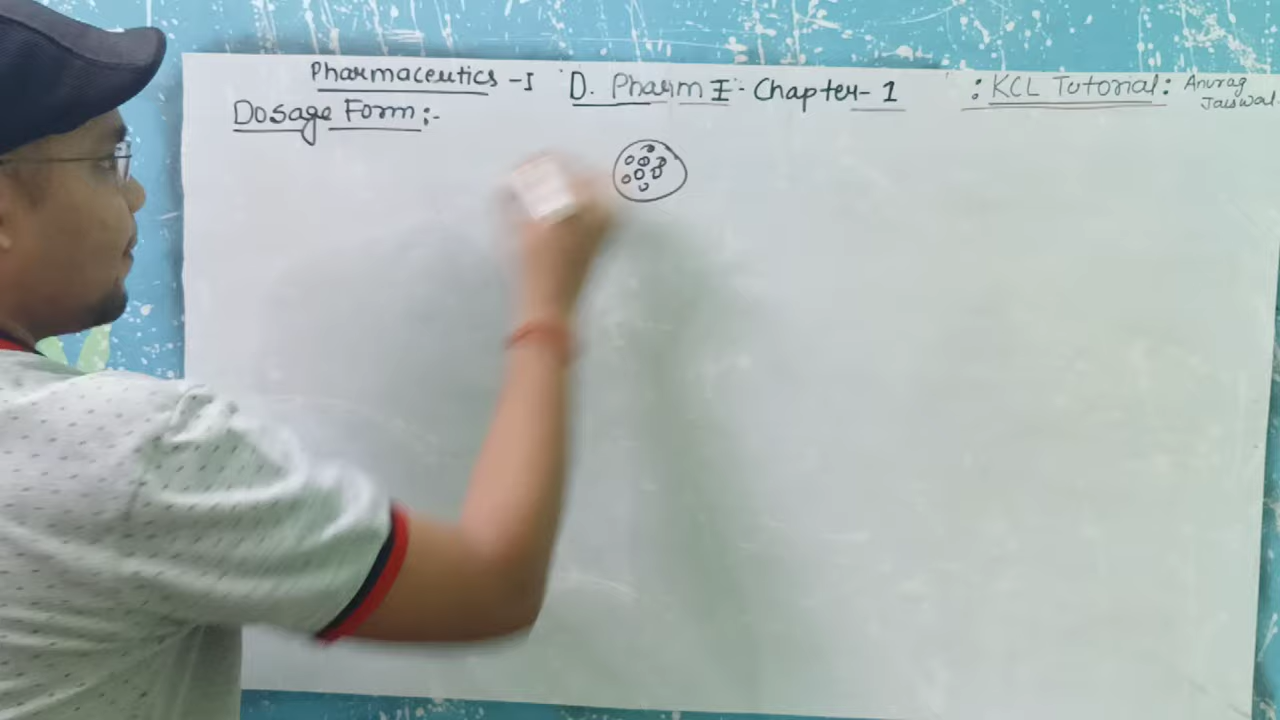 Pharmaceutics -I 'D. Pharm I' Chapter- 1 : KCL Tutorial: Anurag Jaiswal
Dosage Form:-